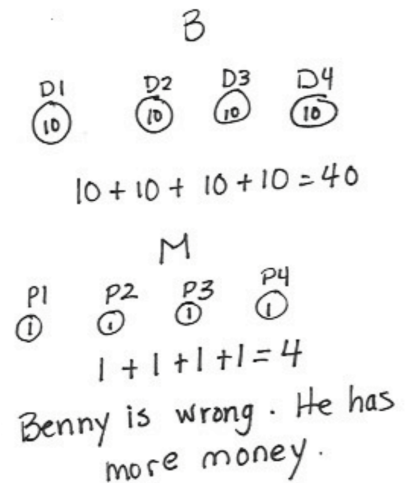 B
D1 D2 D3 D4
10 10 10 10
10 + 10 + 10 + 10 = 40
M
P1 P2 P3 P4
1 1 1 1
1 + 1 + 1 + 1 = 4
Benny is wrong. He has
more money.